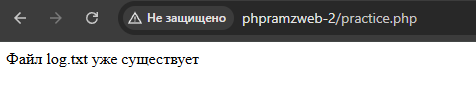 Не защищено phpramzweb-2/practice.php
Файл log.txt уже существует